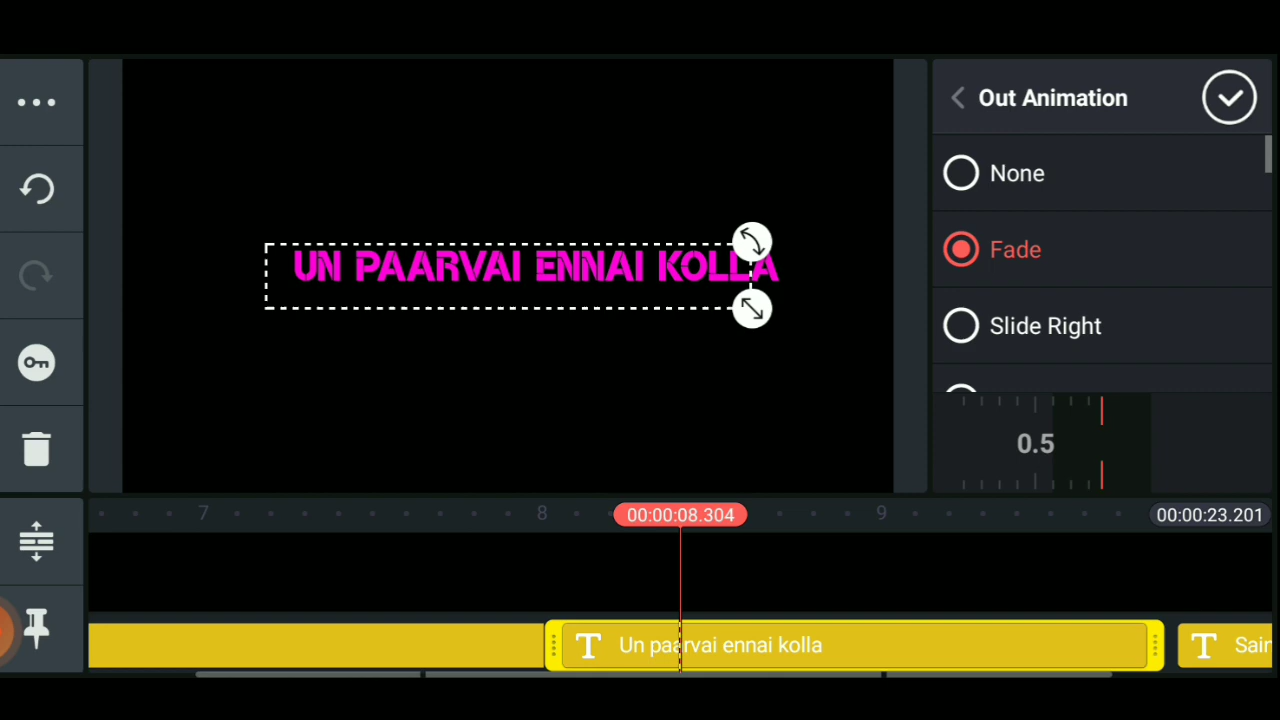 Out Animation
None
UN PAARVAI ENNAI KOLLA
Fade
Slide Right
0.5
7
8
00:00:08.304
9
00:00:23.201
T Un paarvai ennai kolla
T